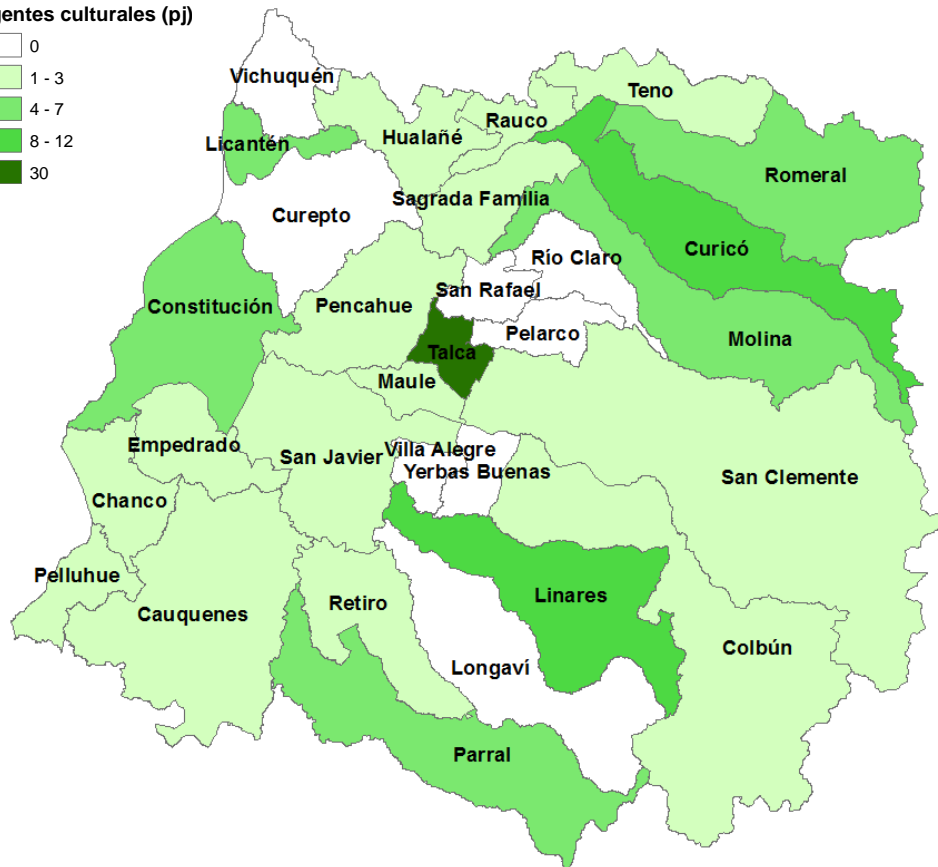 gentes culturales (pj)
0
1 - 3
4 - 7
8 - 12
30
Vichuquén
Teno
Rauco
Hualañé
Licantén
Romeral
Sagrada Familia
Curepto
Curicó
Río Claro
San Rafael
Constitución
Pencahue
Pelarco
Molina
Talca
Maule
Empedrado
Villa Alegre
San Javier
Yerbas Buenas
San Clemente
Chanco
Pelluhue
Linares
Retiro
Cauquenes
Colbún
Longaví
Parral